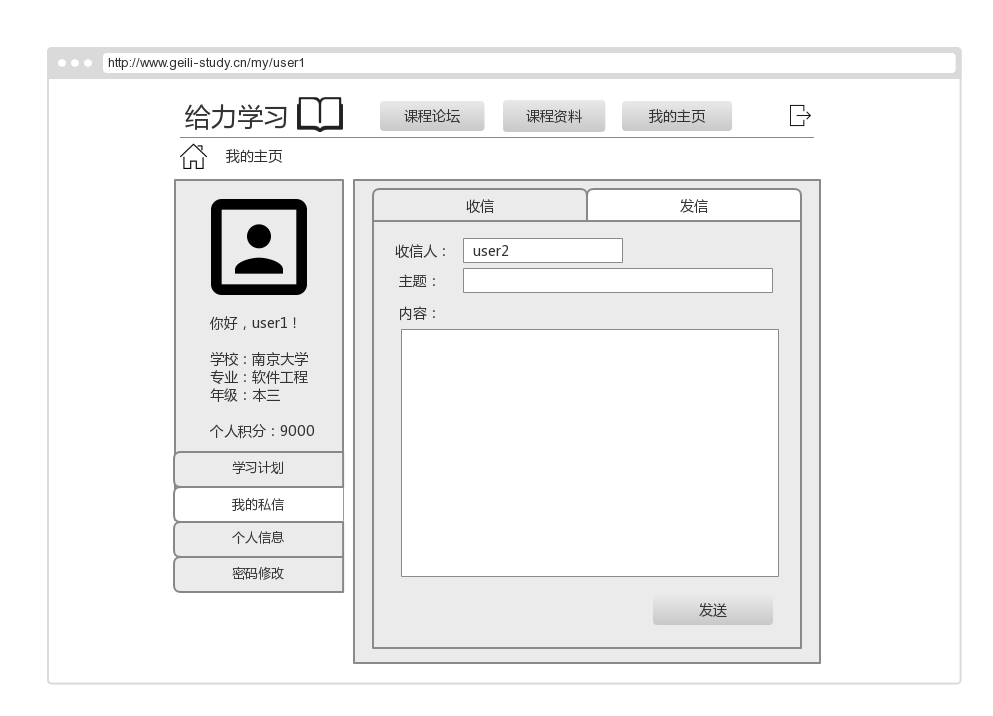 http://www.geili-study.cn/my/user1
给力学习
课程论坛
课程资料
我的主页
我的主页
你好，user1！
学校：南京大学
专业：软件工程
年级：本三
个人积分：9000
学习计划
我的私信
个人信息
密码修改
收信
发信
收信人：
user2
主题：
内容：
发送